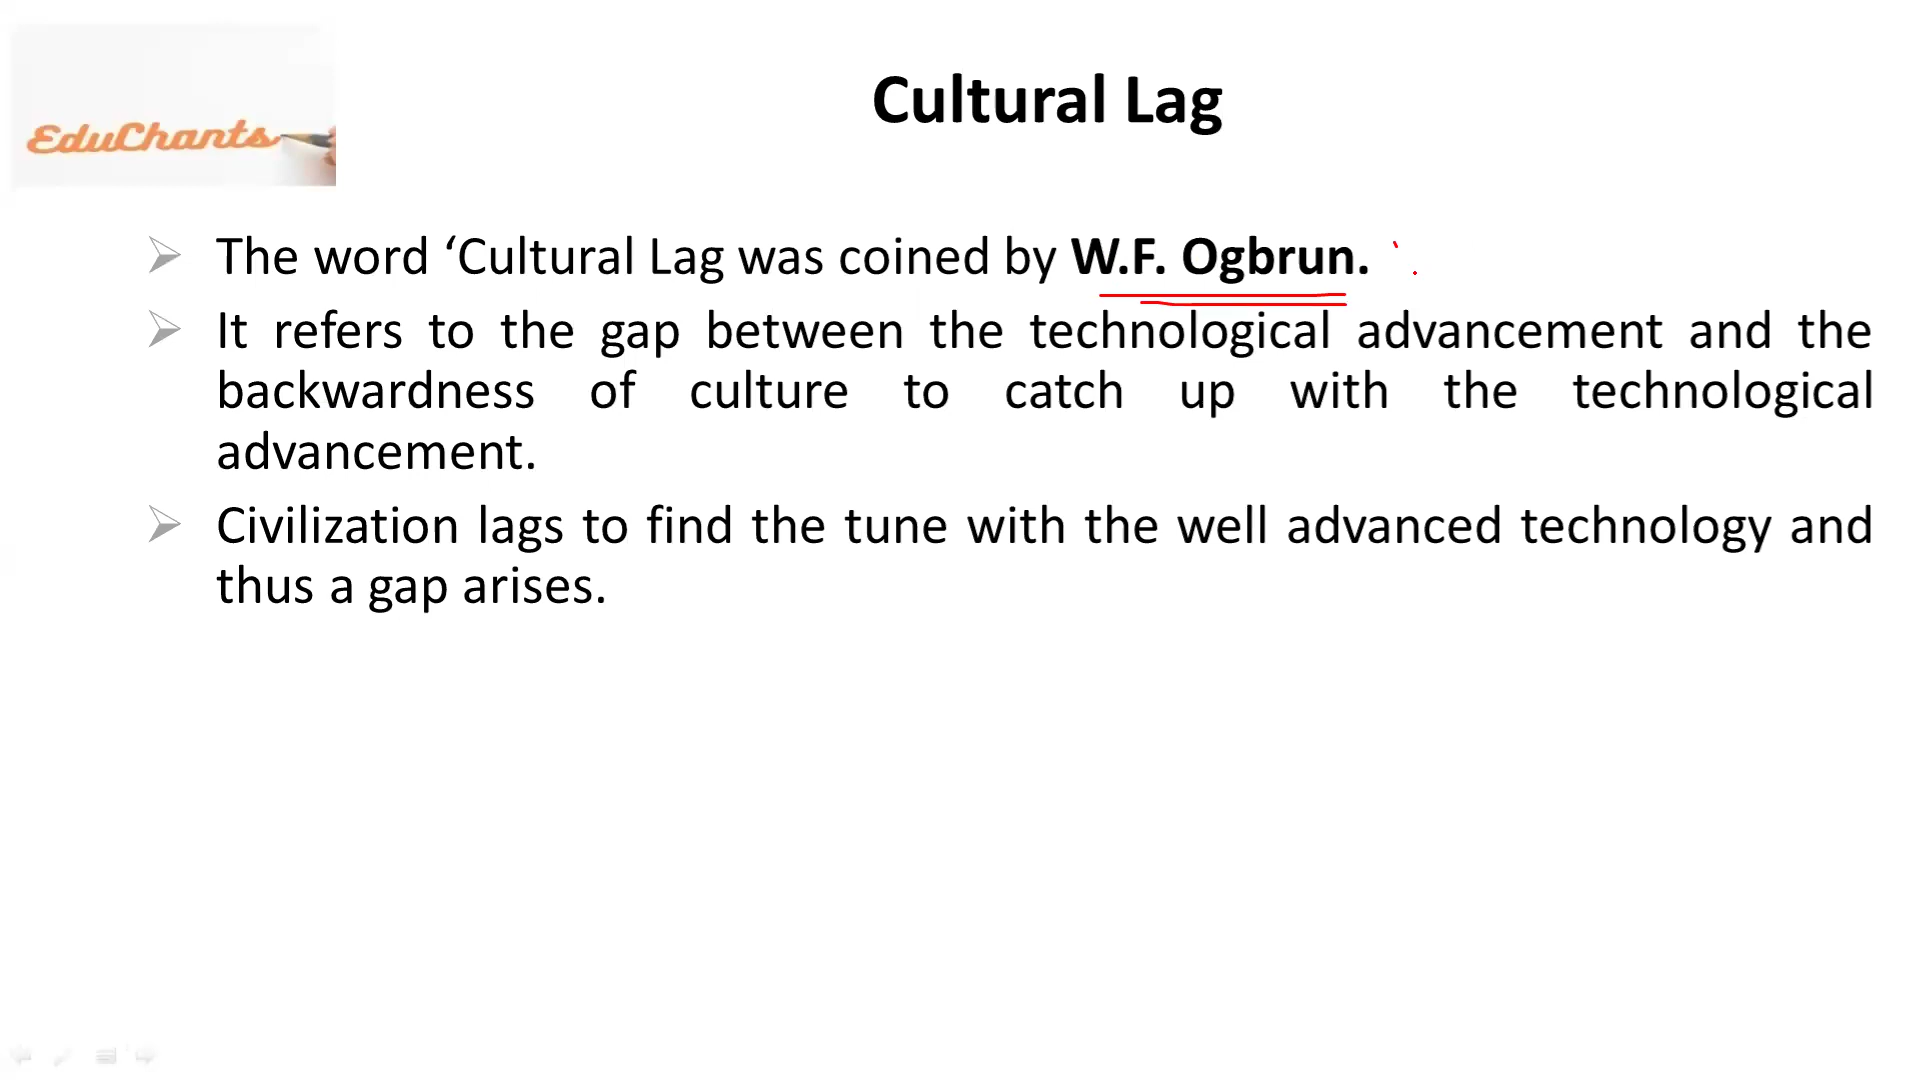 EduChants
Cultural Lag
The word ‘Cultural Lag was coined by W.F. Ogbrun.
It refers to the gap between the technological advancement and the
backwardness of culture to catch up with the technological
advancement.
Civilization lags to find the tune with the well advanced technology and
thus a gap arises.